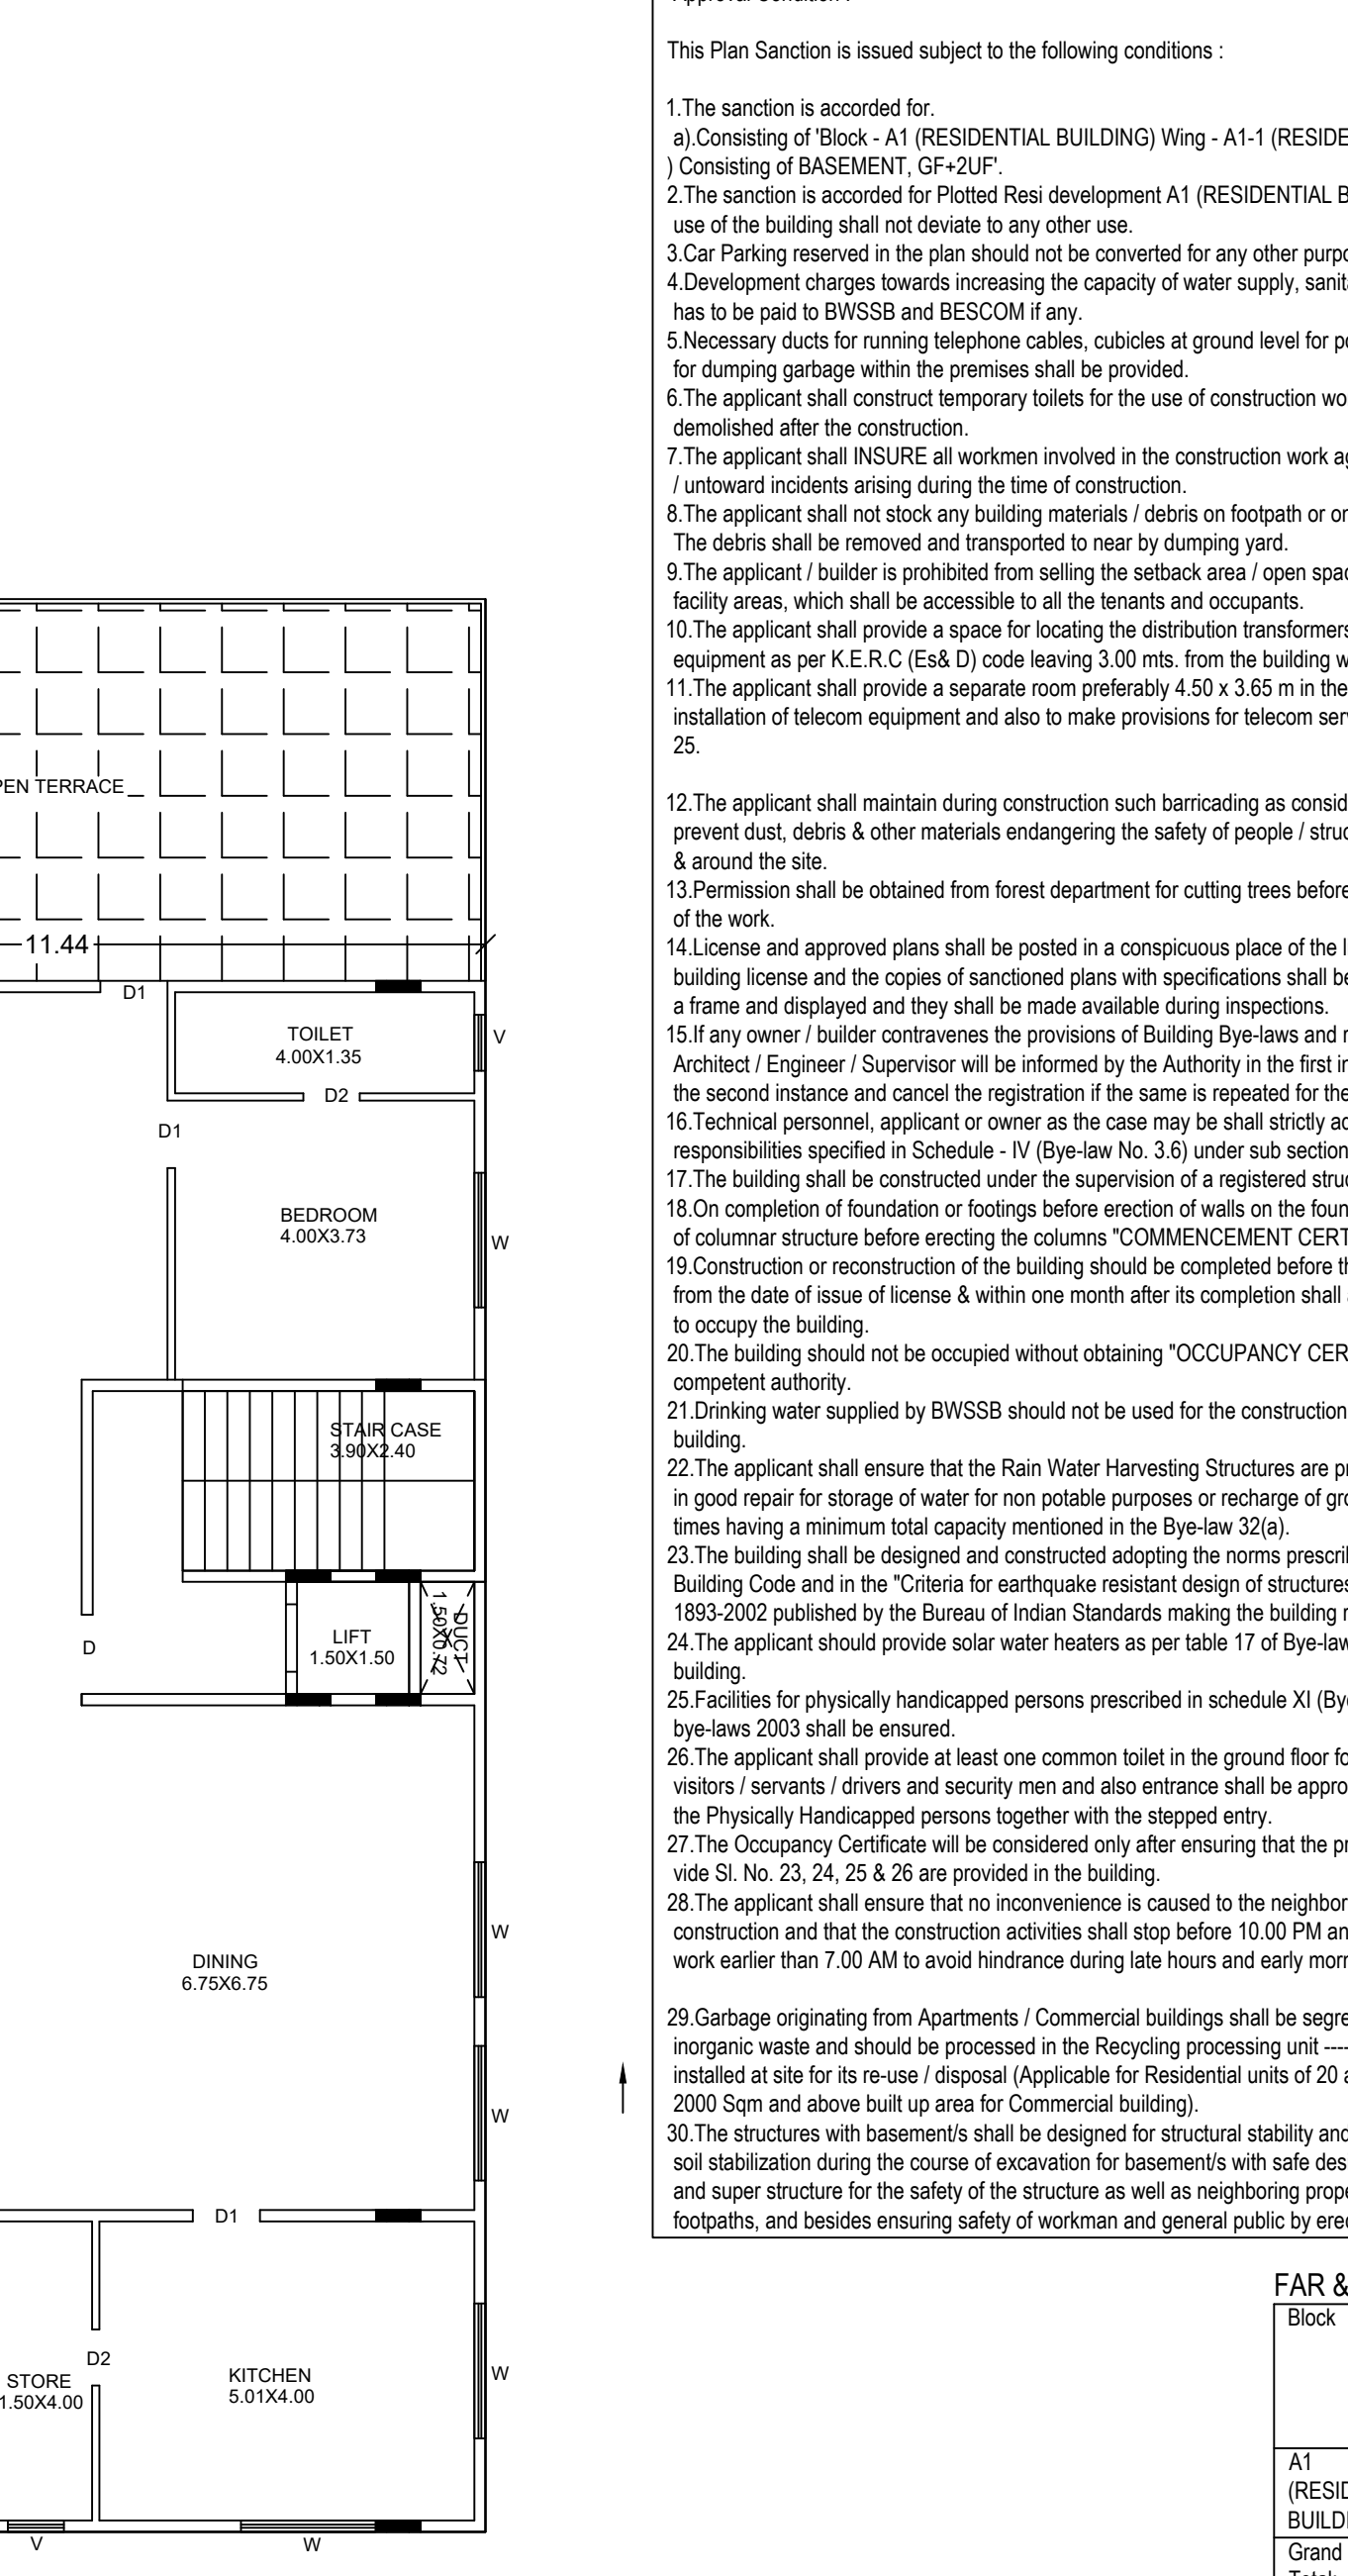 This Plan Sanction is issued subject to the following conditions :
1.The sanction is accorded for.
a).Consisting of 'Block - A1 (RESIDENTIAL BUILDING) Wing - A1-1 (RESIDE
) Consisting of BASEMENT, GF+2UF'.
2.The sanction is accorded for Plotted Resi development A1 (RESIDENTIAL B
use of the building shall not deviate to any other use.
3.Car Parking reserved in the plan should not be converted for any other purpo
4.Development charges towards increasing the capacity of water supply, sanita
has to be paid to BWSSB and BESCOM if any.
5.Necessary ducts for running telephone cables, cubicles at ground level for po
for dumping garbage within the premises shall be provided.
6.The applicant shall construct temporary toilets for the use of construction wo
demolished after the construction.
7.The applicant shall INSURE all workmen involved in the construction work ag
/ untoward incidents arising during the time of construction.
8.The applicant shall not stock any building materials / debris on footpath or on
The debris shall be removed and transported to near by dumping yard.
9.The applicant / builder is prohibited from selling the setback area / open spac
facility areas, which shall be accessible to all the tenants and occupants.
10.The applicant shall provide a space for locating the distribution transformers
equipment as per K.E.R.C (Es& D) code leaving 3.00 mts. from the building w
11.The applicant shall provide a separate room preferably 4.50 x 3.65 m in the
installation of telecom equipment and also to make provisions for telecom serv
25.
12.The applicant shall maintain during construction such barricading as consid
prevent dust, debris & other materials endangering the safety of people / struc
& around the site.
13.Permission shall be obtained from forest department for cutting trees before
of the work.
14.License and approved plans shall be posted in a conspicuous place of the l
building license and the copies of sanctioned plans with specifications shall be
a frame and displayed and they shall be made available during inspections.
15.If any owner / builder contravenes the provisions of Building Bye-laws and r
Architect / Engineer / Supervisor will be informed by the Authority in the first in
the second instance and cancel the registration if the same is repeated for the
16.Technical personnel, applicant or owner as the case may be shall strictly ad
responsibilities specified in Schedule - IV (Bye-law No. 3.6) under sub section
17.The building shall be constructed under the supervision of a registered struc
18.On completion of foundation or footings before erection of walls on the foun
of columnar structure before erecting the columns "COMMENCEMENT CERT
19.Construction or reconstruction of the building should be completed before th
from the date of issue of license & within one month after its completion shall a
to occupy the building.
20.The building should not be occupied without obtaining "OCCUPANCY CER
competent authority.
21.Drinking water supplied by BWSSB should not be used for the construction
building.
22.The applicant shall ensure that the Rain Water Harvesting Structures are pr
in good repair for storage of water for non potable purposes or recharge of gro
times having a minimum total capacity mentioned in the Bye-law 32(a).
23.The building shall be designed and constructed adopting the norms prescrib
Building Code and in the "Criteria for earthquake resistant design of structures
1893-2002 published by the Bureau of Indian Standards making the building r
24.The applicant should provide solar water heaters as per table 17 of Bye-law
building.
25.Facilities for physically handicapped persons prescribed in schedule XI (Bye
bye-laws 2003 shall be ensured.
26.The applicant shall provide at least one common toilet in the ground floor fo
visitors / servants / drivers and security men and also entrance shall be appro
the Physically Handicapped persons together with the stepped entry.
27.The Occupancy Certificate will be considered only after ensuring that the pr
vide Sl. No. 23, 24, 25 & 26 are provided in the building.
28.The applicant shall ensure that no inconvenience is caused to the neighbor
construction and that the construction activities shall stop before 10.00 PM an
work earlier than 7.00 AM to avoid hindrance during late hours and early morn
29.Garbage originating from Apartments / Commercial buildings shall be segre
inorganic waste and should be processed in the Recycling processing unit ----
installed at site for its re-use / disposal (Applicable for Residential units of 20 a
2000 Sqm and above built up area for Commercial building).
30.The structures with basement/s shall be designed for structural stability and
soil stabilization during the course of excavation for basement/s with safe des
and super structure for the safety of the structure as well as neighboring prope
footpaths, and besides ensuring safety of workman and general public by erec
PEN TERRACE
11.44
D1
TOILET
4.00X1.35
V
D2
D1
BEDROOM
4.00X3.73
W
STAIR CASE
3.90X2.40
DUCT
1.50X0.72
LIFT
1.50X1.50
D
W
DINING
6.75X6.75
W
D1
D2
STORE
1.50X4.00
KITCHEN
5.01X4.00
W
V
W
FAR &
Block
A1
(RESID
BUILDI
Grand